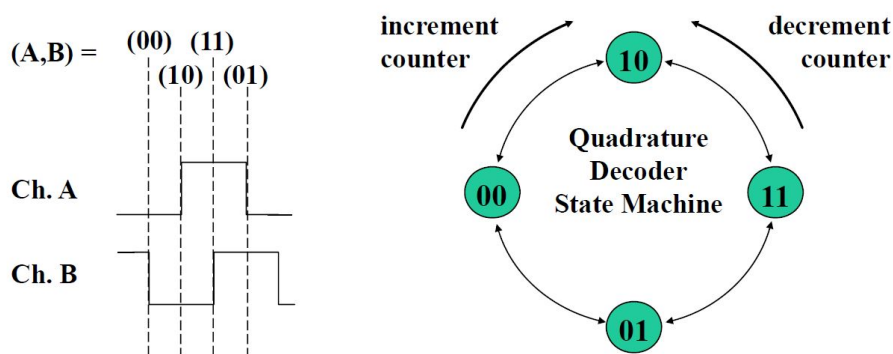 (A,B) =
(00)
(11)
(10)
(01)
Ch. A
Ch. B
increment
counter
decrement
counter
10
00
11
01
Quadrature
Decoder
State Machine